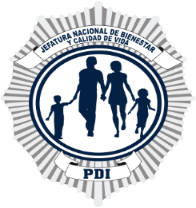 JEFATURA NACIONAL DE BIENESTAR
Y CALIDAD DE VIDA
PDI